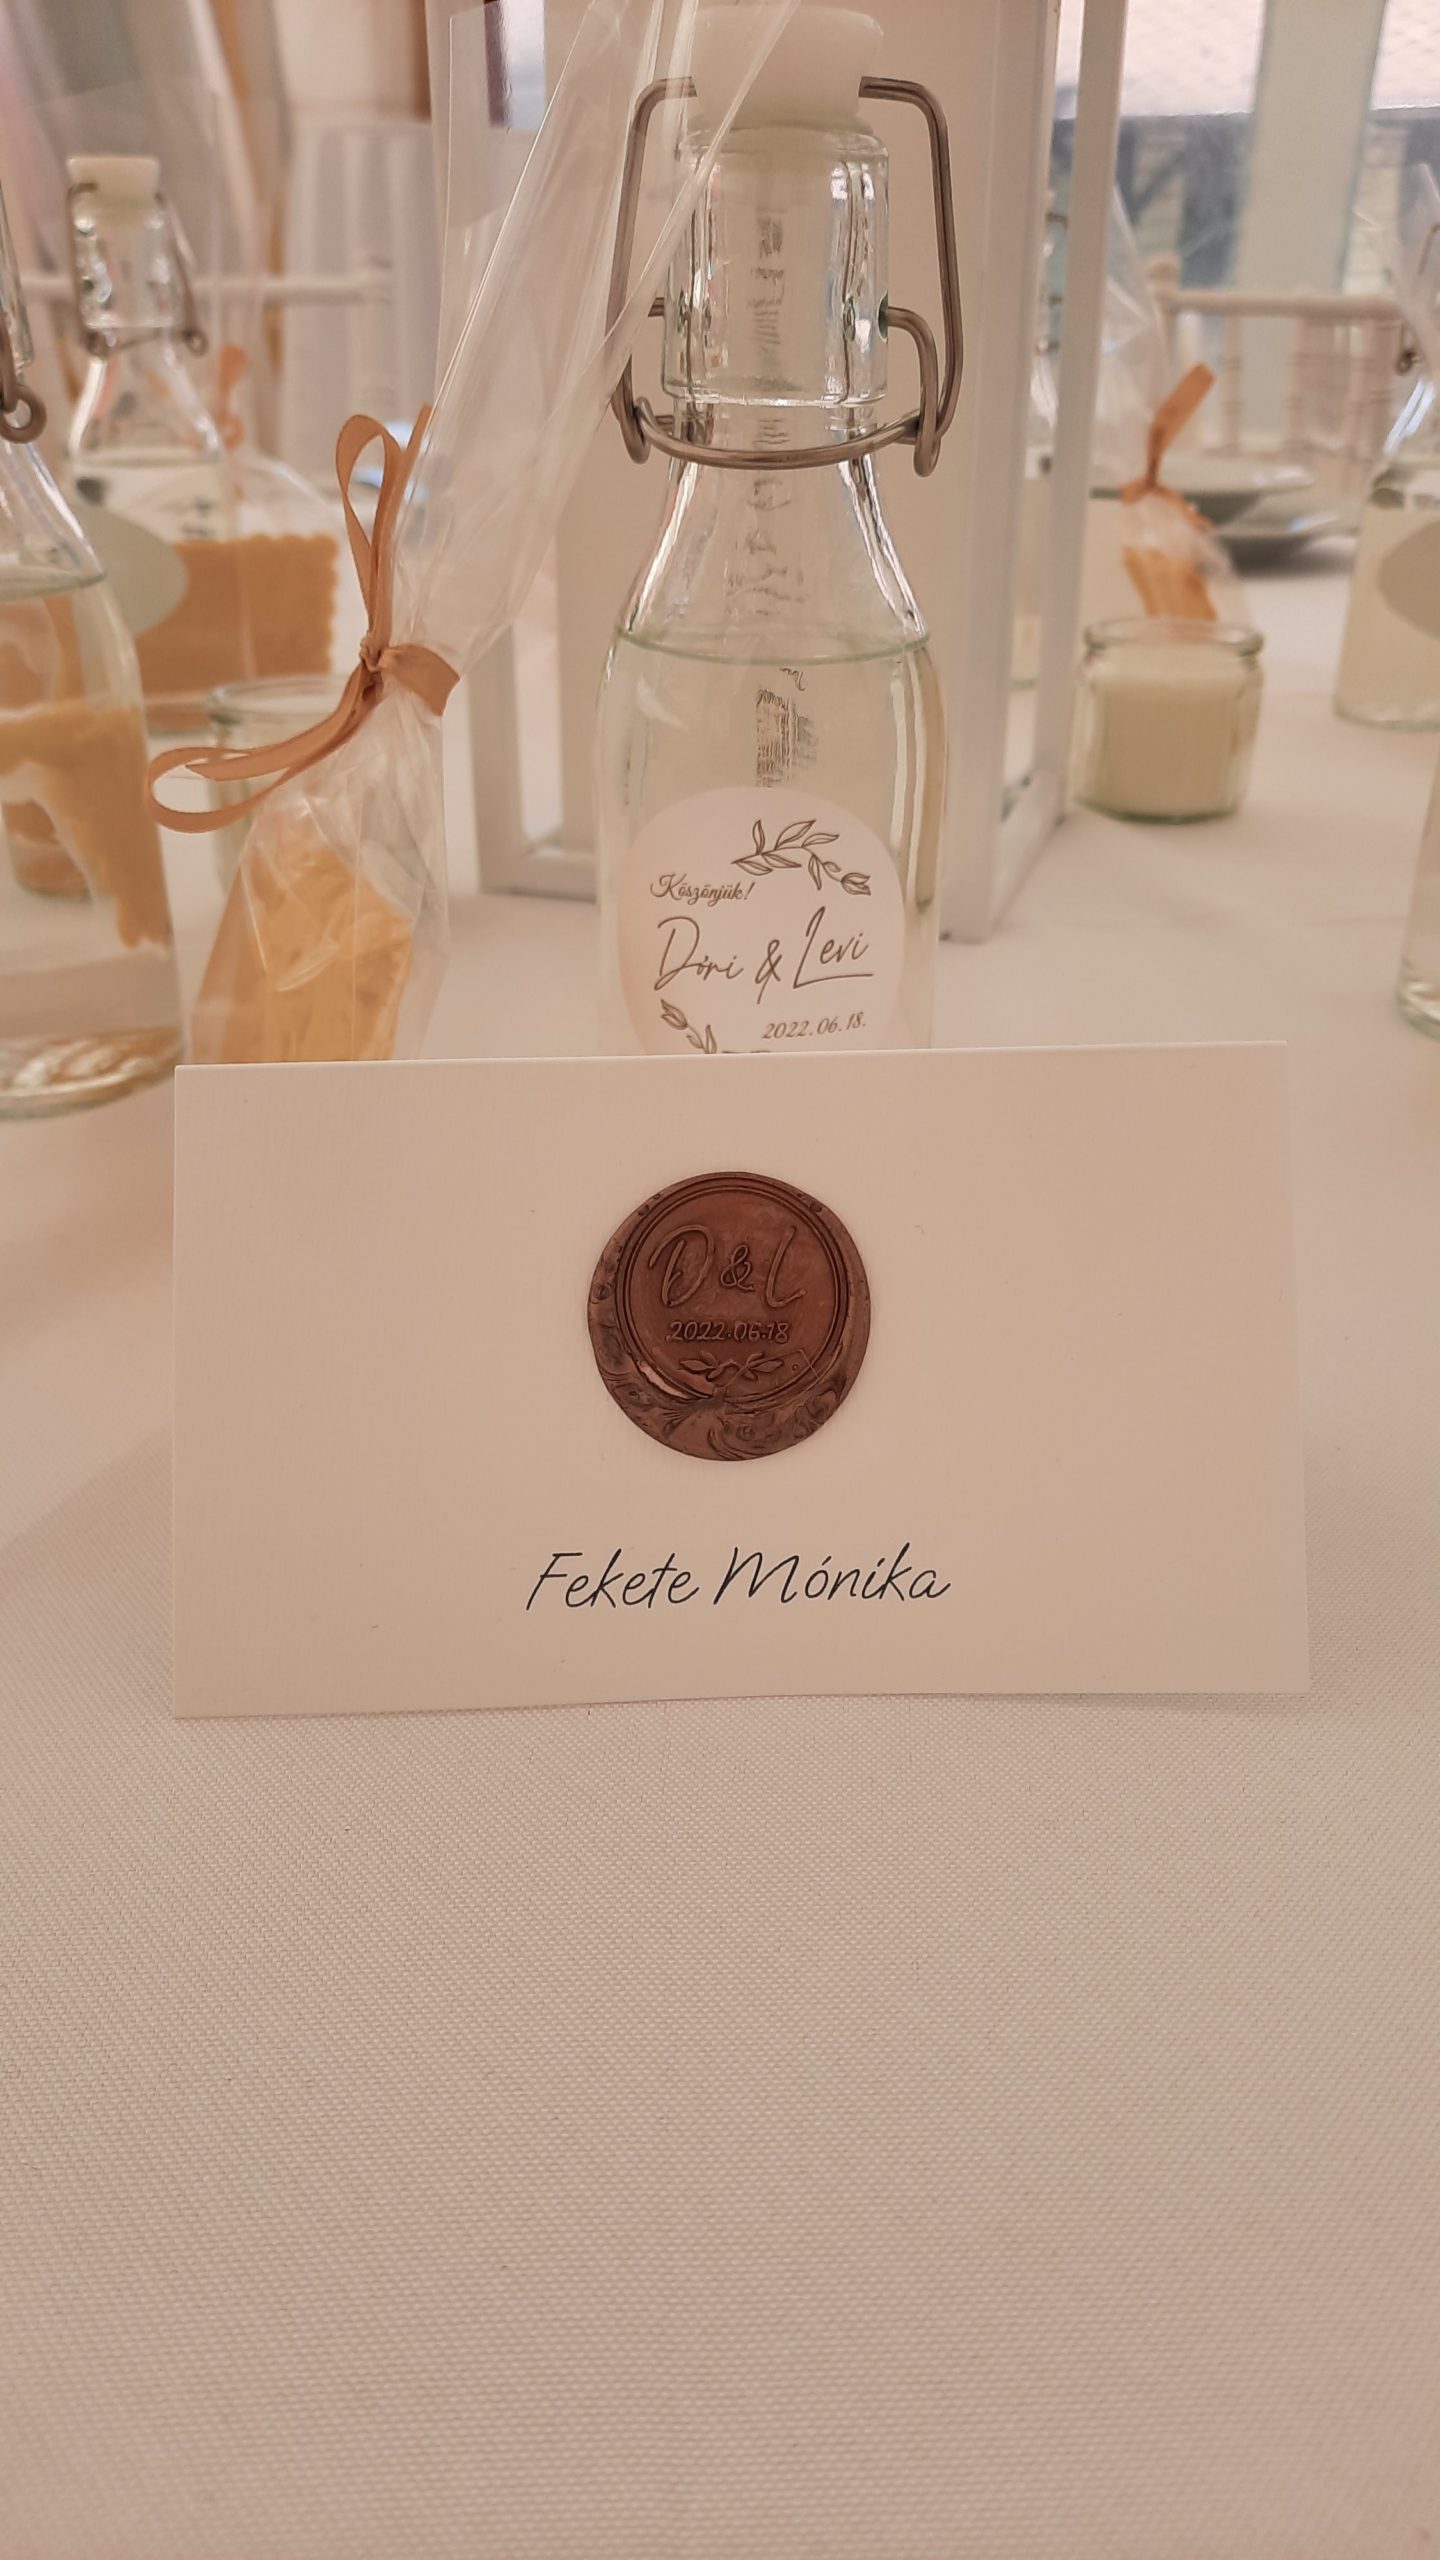 Köszönjük!
Dóri & Levi
2022.06.18.
D&L
2022.06.18
Fekete Mónika